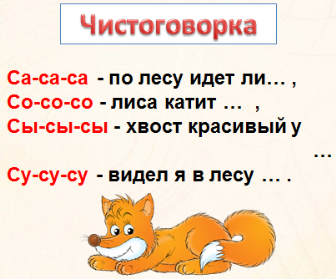 Чистоговорка
Са-са-са - по лесу идет ли… ,
Со-со-со - лиса катит … ,
Сы-сы-сы - хвост красивый у
…
Су-су-су - видел я в лесу … .